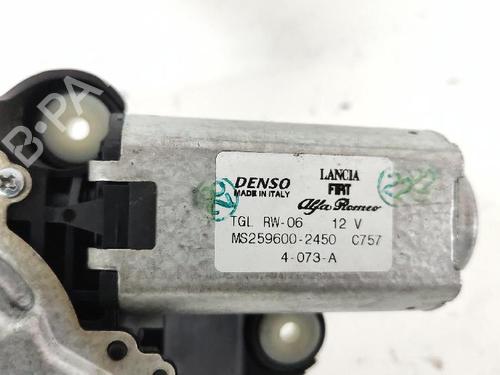 B-PA
DENSO LANCIA
MADE IN ITALY FIAT
Alfa Romeo
TGL RW-06 12 V
MS259600-2450 C757
4-073-A